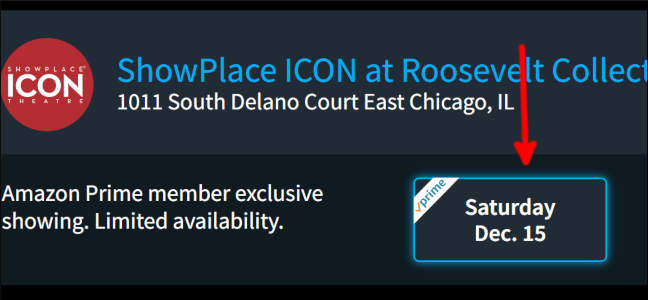 SHOWPLACE
ICON
THEATRE
ShowPlace ICON at Roosevelt Collect
1011 South Delano Court East Chicago, IL
Amazon Prime member exclusive
showing. Limited availability.
prime
Saturday
Dec. 15